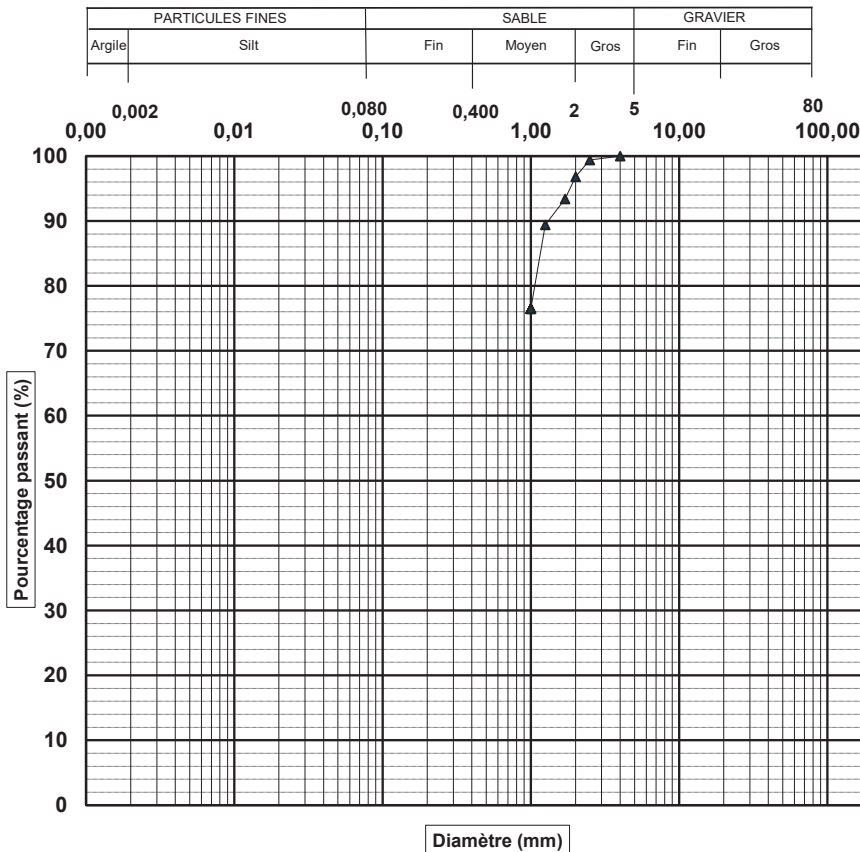 PARTICULES FINES SABLE GRAVIER
Argile Silt Fin Moyen Gros Fin Gros
0,002 0,080 0,400 2 5 80
0,00 0,01 0,10 1,00 10,00 100,00
100
90
80
70
60
50
40
30
20
10
0
Pourcentage passant (%)
Diamètre (mm)